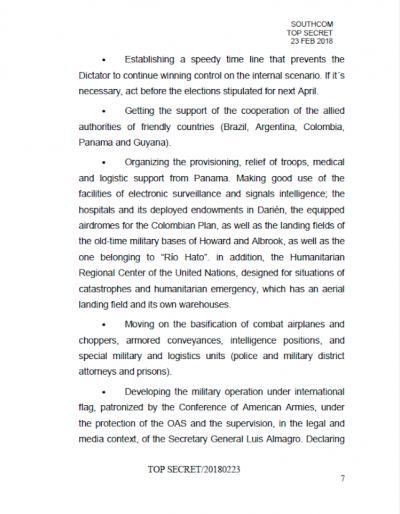 SOUTHCOM
TOP SECRET
23 FEB 2018
• Establishing a speedy time line that prevents the
Dictator to continue winning control on the internal scenario. If it´s
necessary, act before the elections stipulated for next April.
• Getting the support of the cooperation of the allied
authorities of friendly countries (Brazil, Argentina, Colombia,
Panama and Guyana).
• Organizing the provisioning, relief of troops, medical
and logistic support from Panama. Making good use of the
facilities of electronic surveillance and signals intelligence; the
hospitals and its deployed endowments in Darién, the equipped
airdromes for the Colombian Plan, as well as the landing fields of
the old-time military bases of Howard and Albrook, as well as the
one belonging to “Río Hato”. in addition, the Humanitarian
Regional Center of the United Nations, designed for situations of
catastrophes and humanitarian emergency, which has an aerial
landing field and its own warehouses.
• Moving on the basification of combat airplanes and
choppers, armored conveyances, intelligence positions, and
special military and logistics units (police and military district
attorneys and prisons).
• Developing the military operation under international
flag, patronized by the Conference of American Armies, under
the protection of the OAS and the supervision, in the legal and
media context, of the Secretary General Luis Almagro. Declaring
TOP SECRET/20180223
7